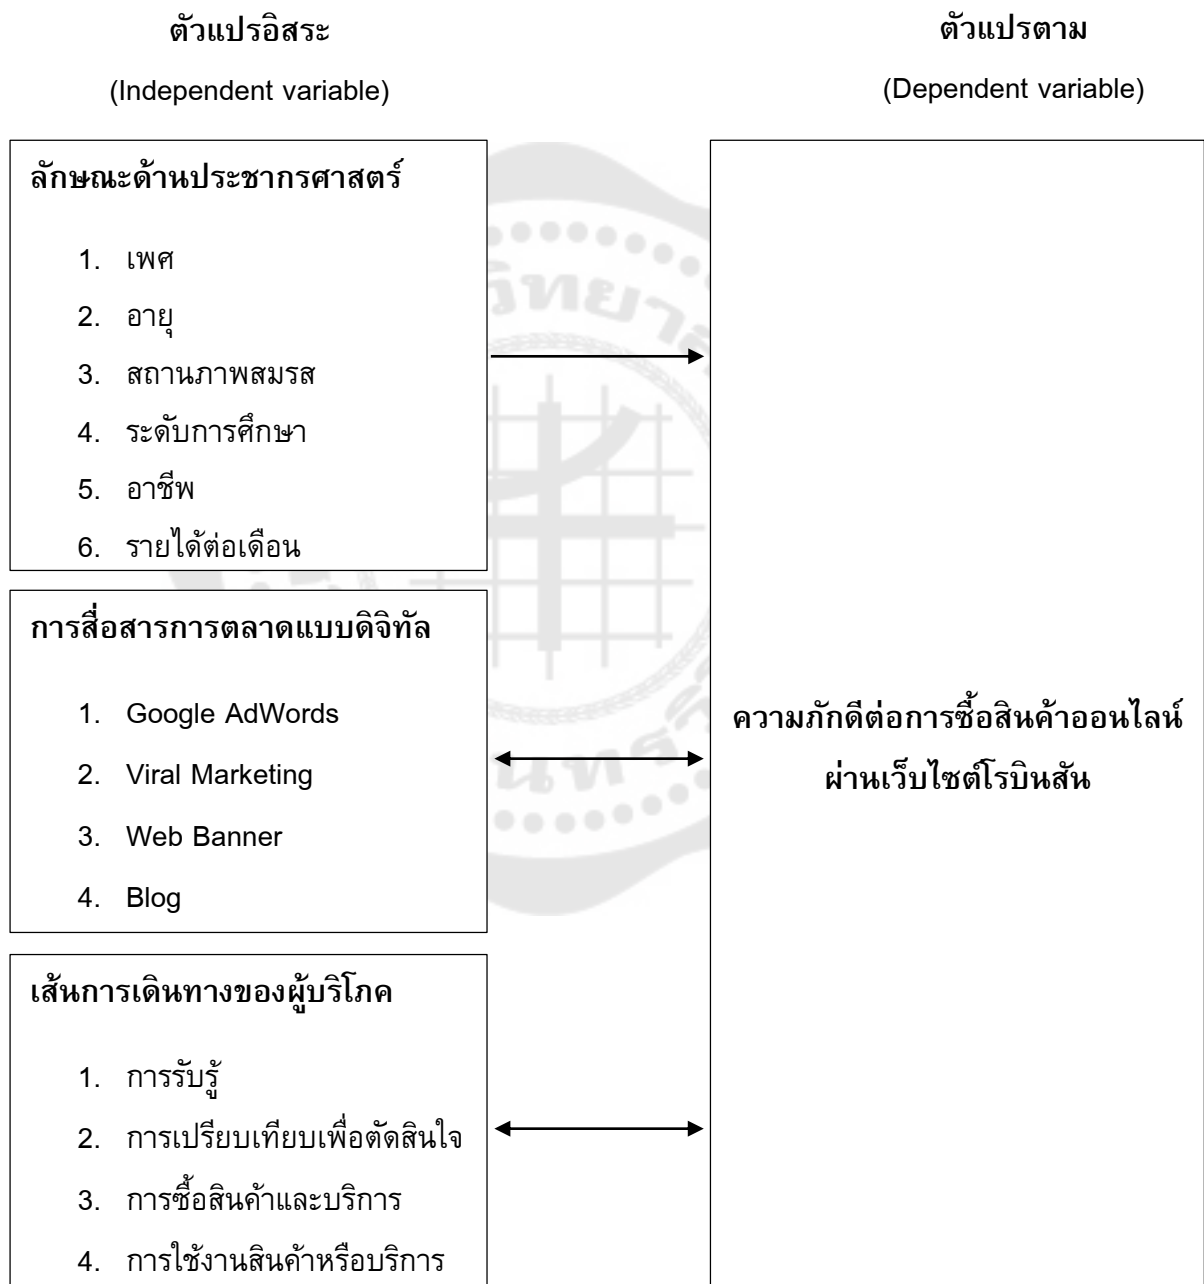 ตัวแปรอิสระ
(Independent variable)
ตัวแปรตาม
(Dependent variable)
ลักษณะด้านประชากรศาสตร์
1. เพศ
2. อายุ
3. สถานภาพสมรส
4. ระดับการศึกษา
5. อาชีพ
6. รายได้ต่อเดือน
การสื่อสารการตลาดแบบดิจิทัล
1. Google AdWords
2. Viral Marketing
3. Web Banner
4. Blog
เส้นการเดินทางของผู้บริโภค
1. การรับรู้
2. การเปรียบเทียบเพื่อตัดสินใจ
3. การซื้อสินค้าและบริการ
4. การใช้งานสินค้าหรือบริการ
ความภักดีต่อการซื้อสินค้าออนไลน์
ผ่านเว็บไซต์โรบินสัน